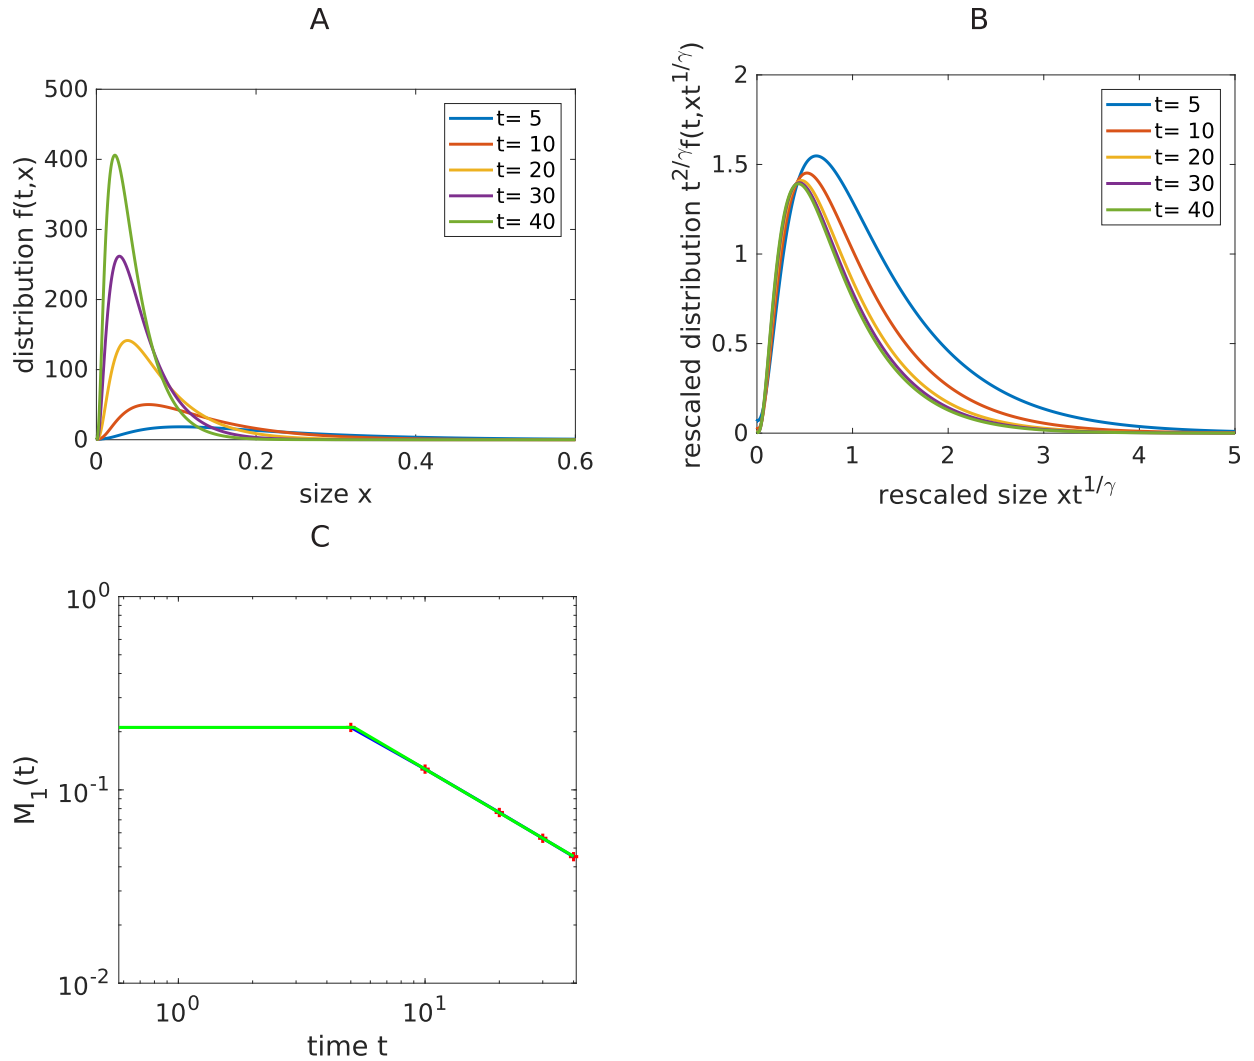 A
distribution f(t,x)
500
400
300
200
100
0
t= 5
t= 10
t= 20
t= 30
t= 40
0 0.2 0.4 0.6
size x
B
rescaled distribution t^{2/γ}f(t,xt^{1/γ})
2
1.5
1
0.5
0
t= 5
t= 10
t= 20
t= 30
t= 40
0 1 2 3 4 5
rescaled size xt^{1/γ}
C
M_1(t)
10^0
10^{-1}
10^{-2}
10^0 10^1
time t